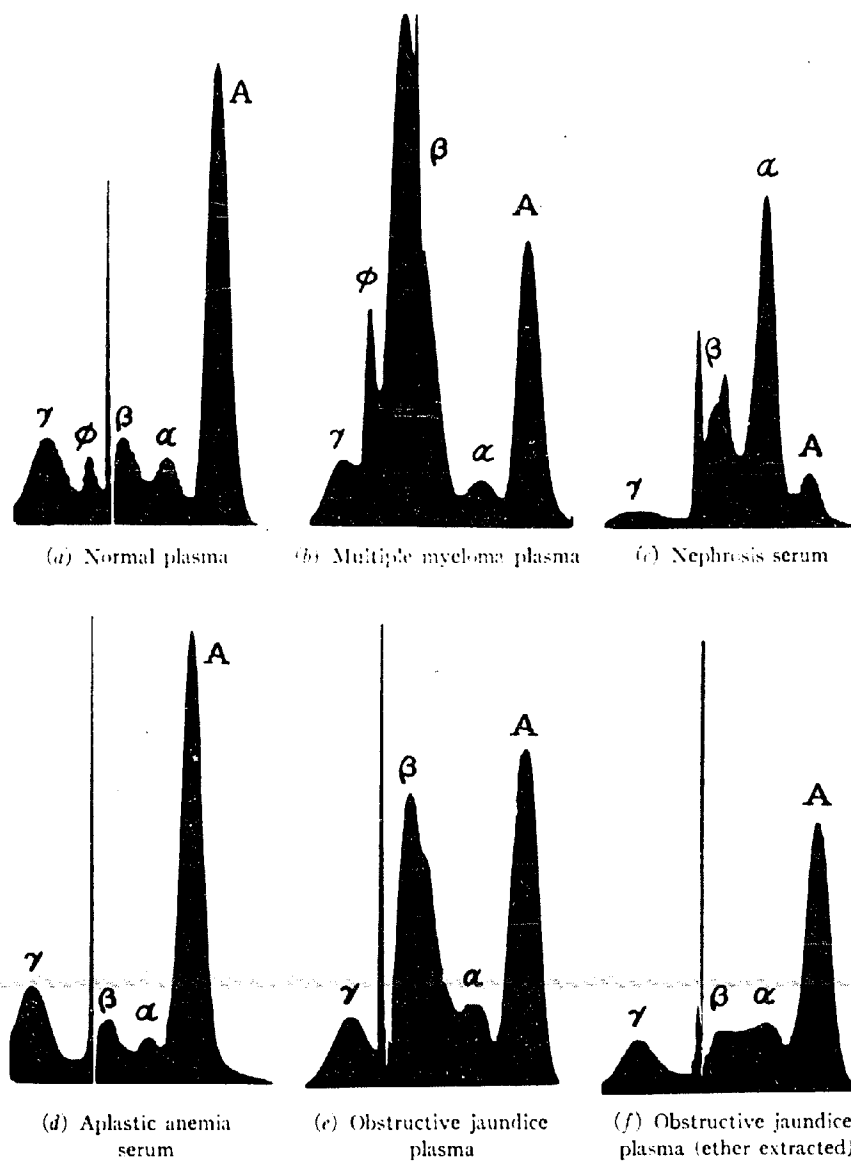 A
γ
φ
β
α
β
φ
γ
α
A
α
β
γ
A
(a) Normal plasma
(b) Multiple myeloma plasma
(c) Nephrosis serum
A
γ
β
α
β
A
γ
α
A
γ
β
α
(d) Aplastic anemia
serum
(e) Obstructive jaundice
plasma
(f) Obstructive jaundice
plasma (ether extracted)